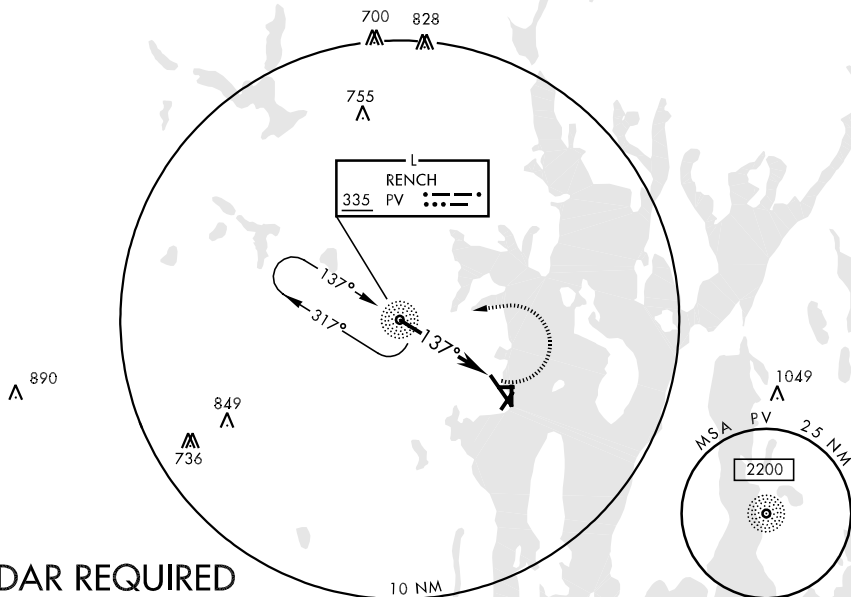 700
828
755
L
RENCH
335 PV
137°
317°
137°
890
849
736
1049
MSA PV 25 NM
2200
DAR REQUIRED
10 NM